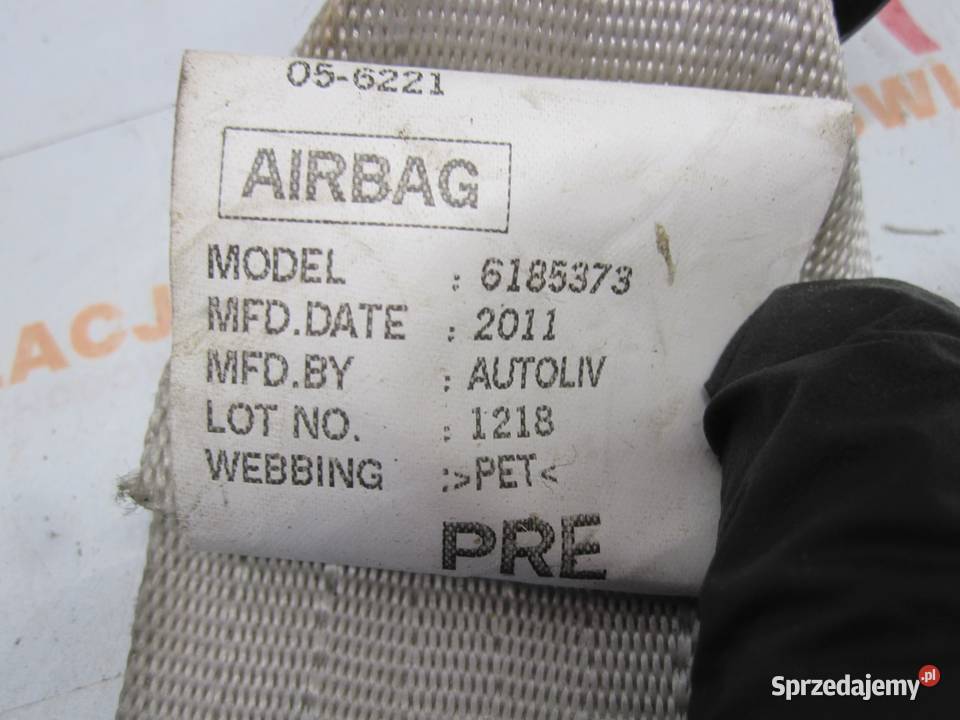 05-6221
AIRBAG
MODEL : 6185373
MFD.DATE : 2011
MFD.BY : AUTOLIV
LOT NO. : 1218
WEBBING :>PET<
PRE
Sprzedajemy.pl